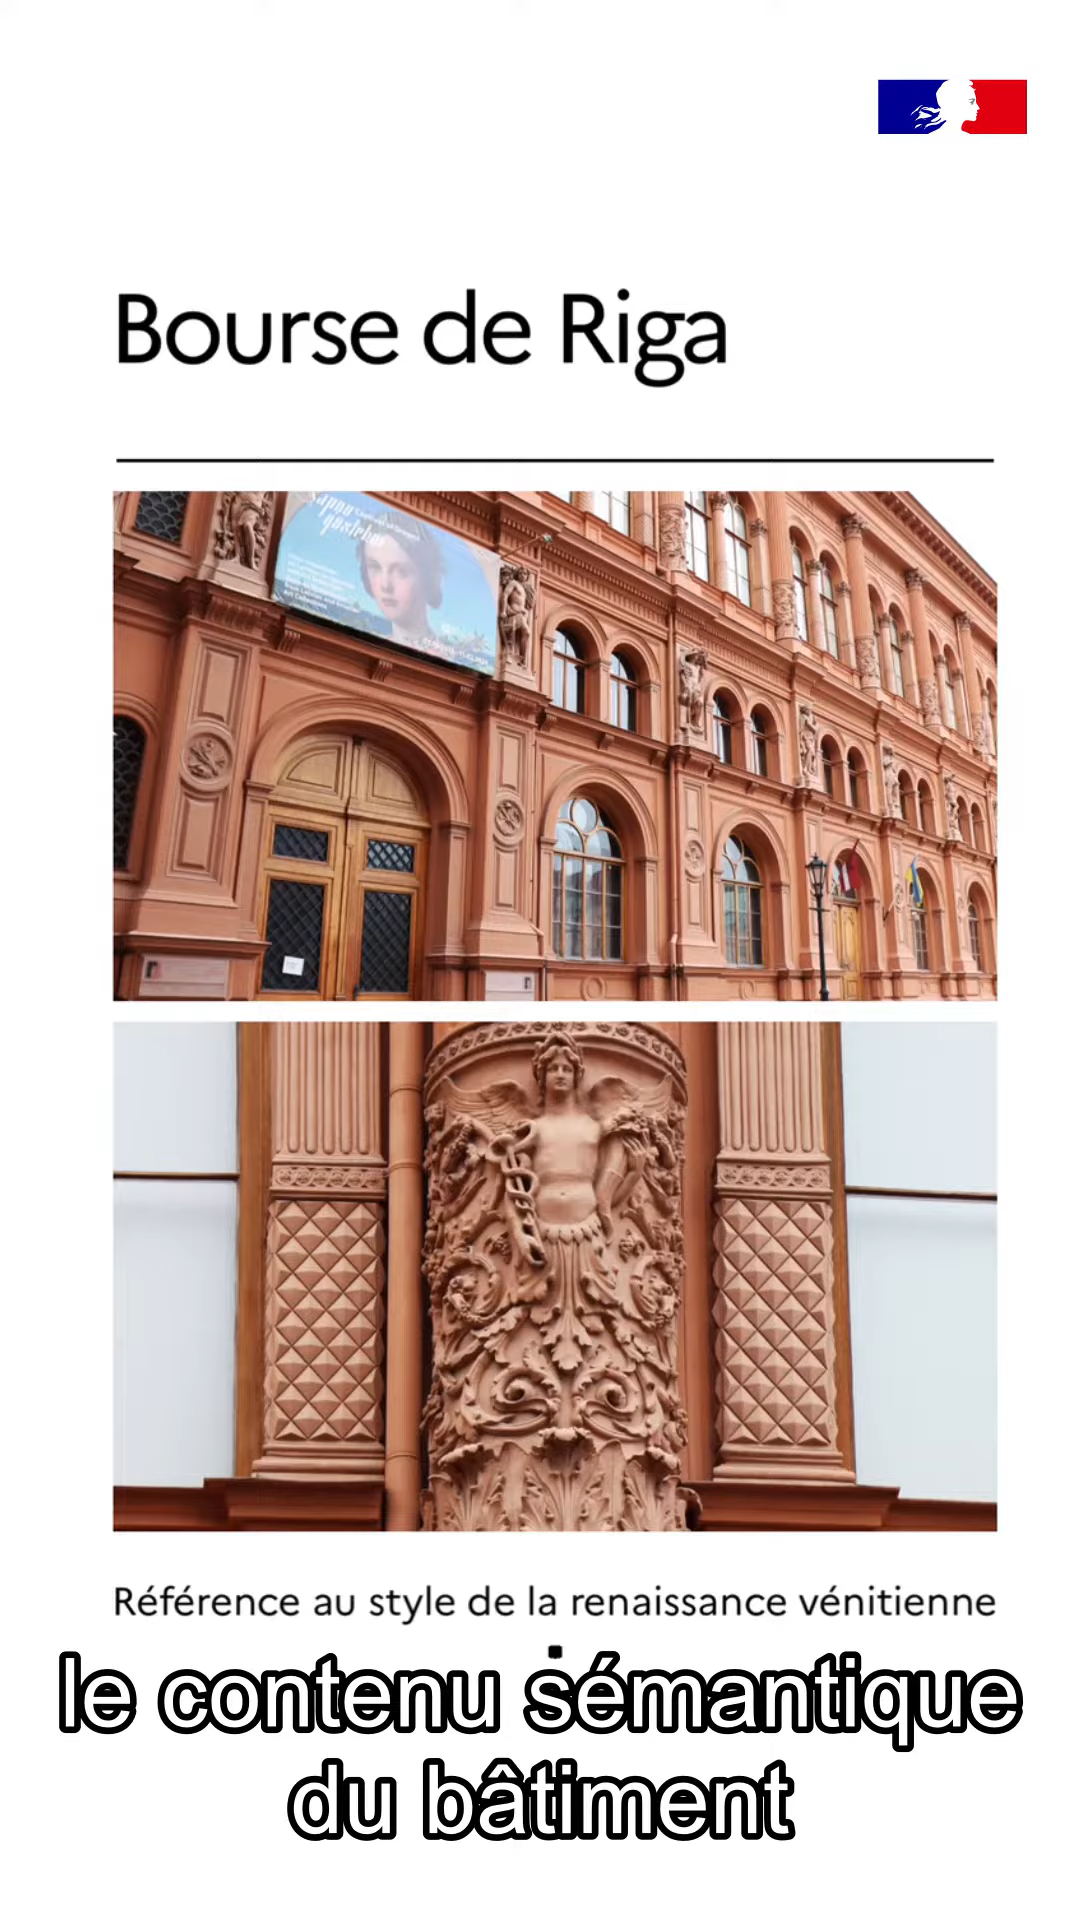 Bourse de Riga
Référence au style de la renaissance vénitienne
le contenu sémantique
du bâtiment